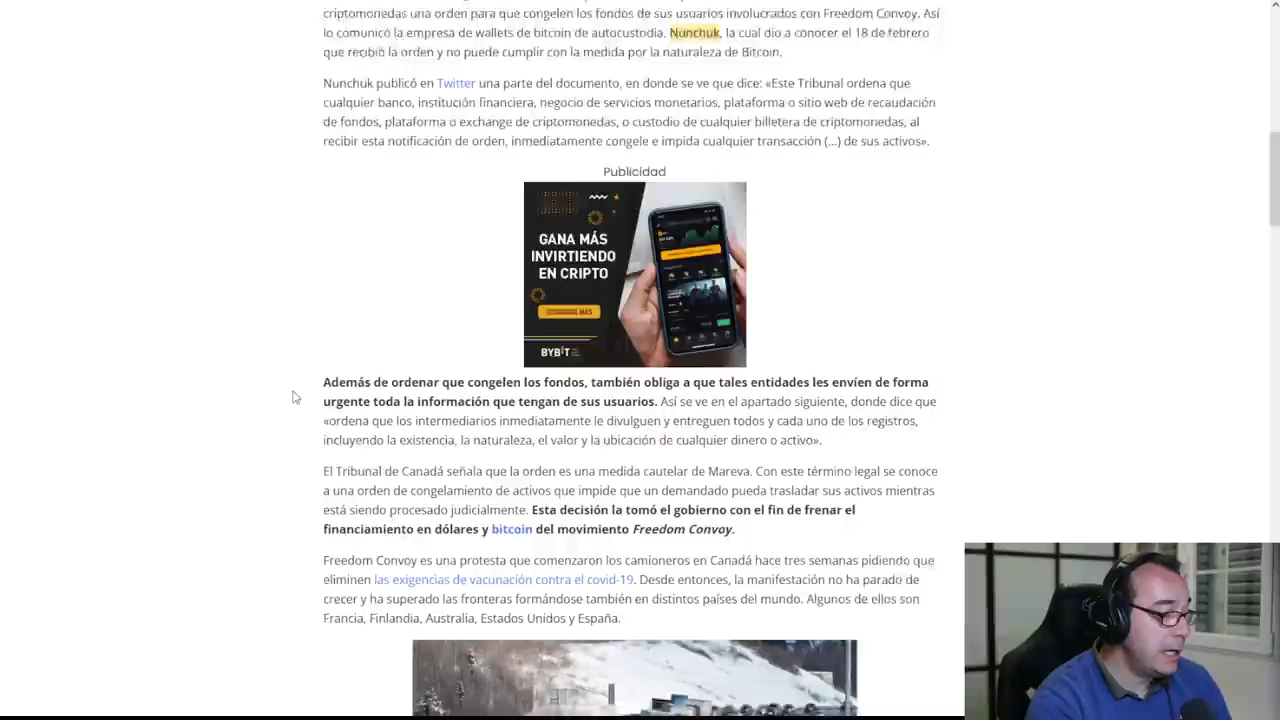 criptomonedas una orden para que congelen los fondos de sus usuarios involucrados con Freedom Convoy. Así
lo comunicó la empresa de wallets de bitcoin de autocustodia, Nunchuk, la cual dio a conocer el 18 de febrero
que recibió la orden y no puede cumplir con la medida por la naturaleza de Bitcoin.
Nunchuk publicó en Twitter una parte del documento, en donde se ve que dice: «Este Tribunal ordena que
cualquier banco, institución financiera, negocio de servicios monetarios, plataforma o sitio web de recaudación
de fondos, plataforma o exchange de criptomonedas, o custodio de cualquier billetera de criptomonedas, al
recibir esta notificación de orden, inmediatamente congele e impida cualquier transacción (...) de sus activos».
Publicidad
GANA MÁS
INVIRTIENDO
EN CRIPTO
MÁS
BYBIT
Además de ordenar que congelen los fondos, también obliga a que tales entidades les envíen de forma
urgente toda la información que tengan de sus usuarios. Así se ve en el apartado siguiente, donde dice que
«ordena que los intermediarios inmediatamente le divulguen y entreguen todos y cada uno de los registros,
incluyendo la existencia, la naturaleza, el valor y la ubicación de cualquier dinero o activo».
El Tribunal de Canadá señala que la orden es una medida cautelar de Mareva. Con este término legal se conoce
a una orden de congelamiento de activos que impide que un demandado pueda trasladar sus activos mientras
está siendo procesado judicialmente. Esta decisión la tomó el gobierno con el fin de frenar el
financiamiento en dólares y bitcoin del movimiento Freedom Convoy.
Freedom Convoy es una protesta que comenzaron los camioneros en Canadá hace tres semanas pidiendo que
eliminen las exigencias de vacunación contra el covid-19. Desde entonces, la manifestación no ha parado de
crecer y ha superado las fronteras formándose también en distintos países del mundo. Algunos de ellos son
Francia, Finlandia, Australia, Estados Unidos y España.